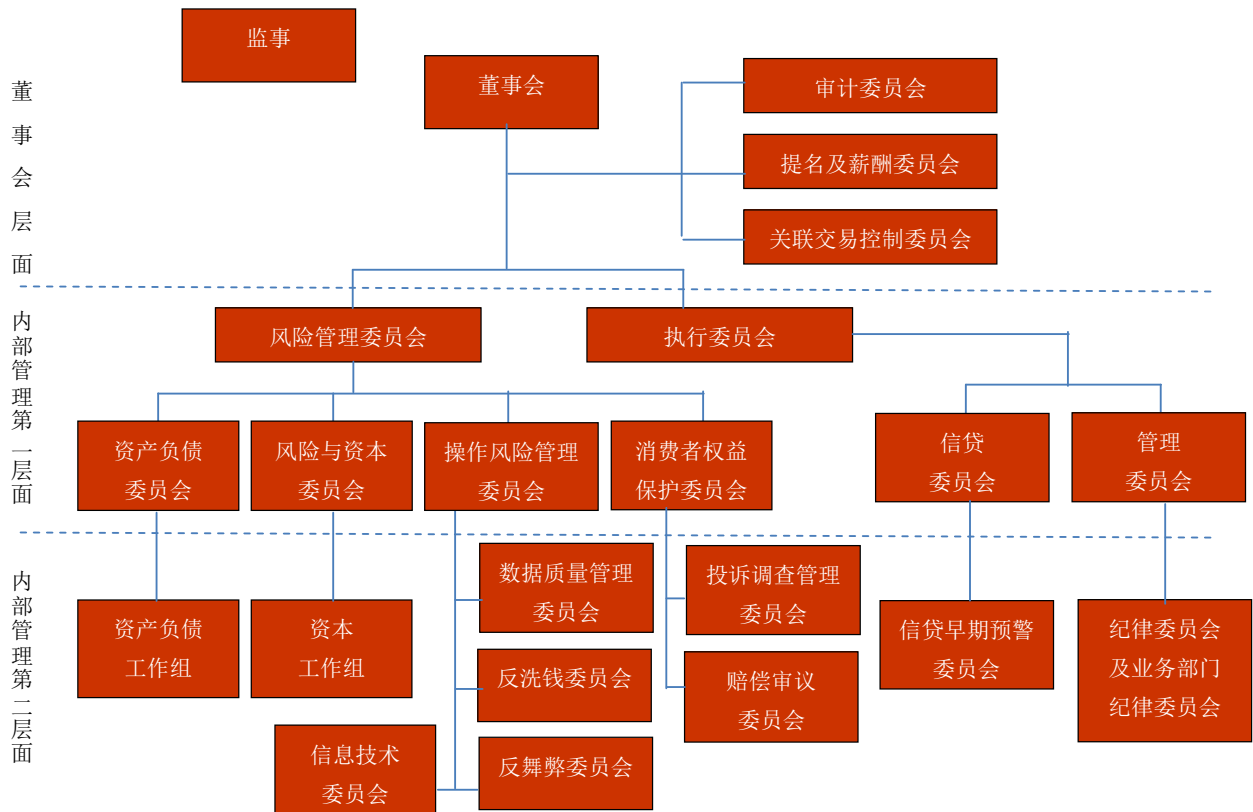 监事
董事会
审计委员会
提名及薪酬委员会
关联交易控制委员会
董事会层面
风险管理委员会
执行委员会
内部管理第一层面
资产负债
委员会
风险与资本
委员会
操作风险管理
委员会
消费者权益
保护委员会
信贷
委员会
管理
委员会
内部管理第二层面
资产负债
工作组
资本
工作组
数据质量管理
委员会
反洗钱委员会
信息技术
委员会
反舞弊委员会
投诉调查管理
委员会
赔偿审议
委员会
信贷早期预警
委员会
纪律委员会
及业务部门
纪律委员会